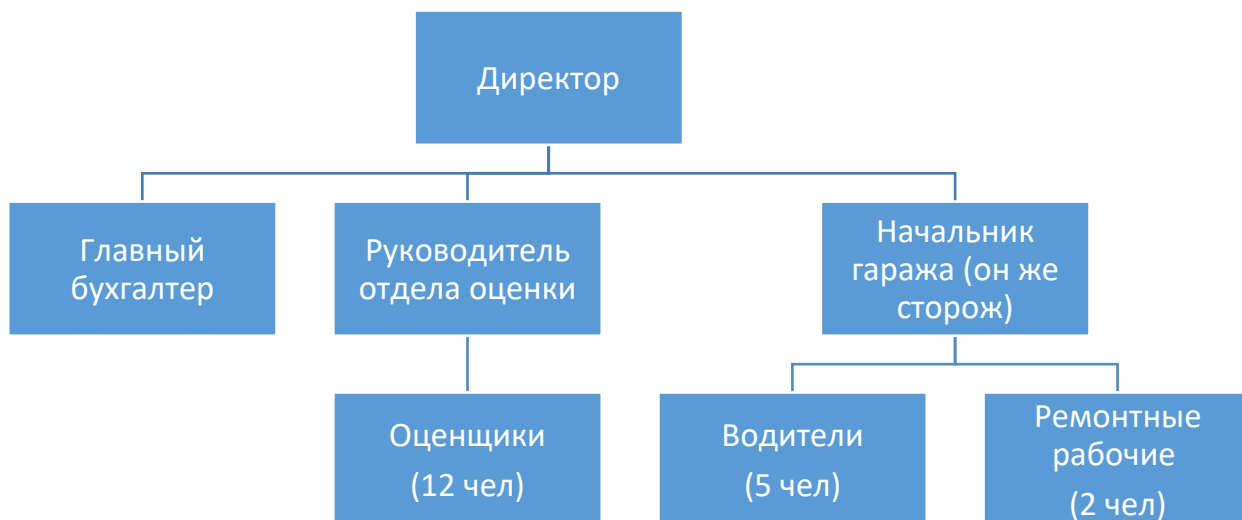 Директор
Главный
бухгалтер
Руководитель
отдела оценки
Начальник
гаража (он же
сторож)
Оценщики
(12 чел)
Водители
(5 чел)
Ремонтные
рабочие
(2 чел)